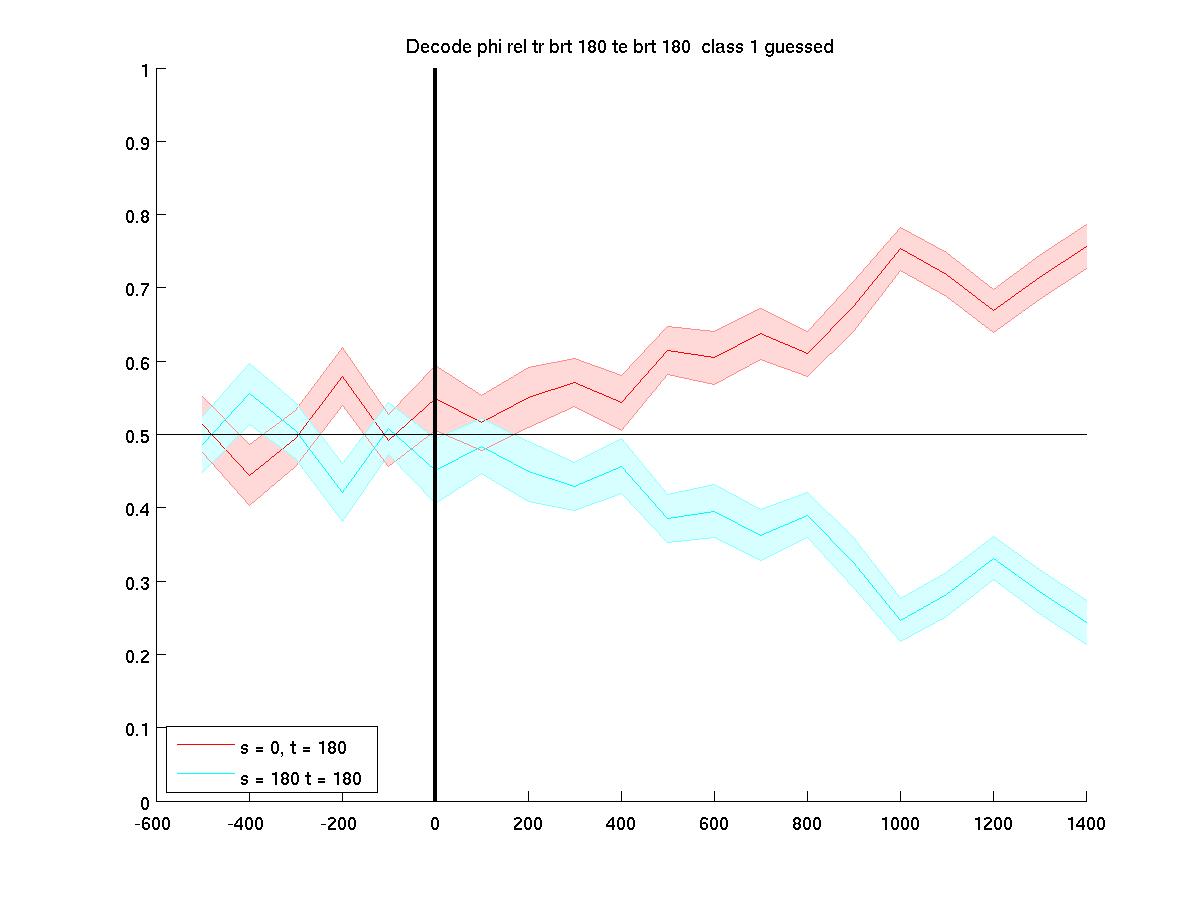 Decode phi rel tr brt 180 te brt 180  class 1 guessed
1
0.9
0.8
0.7
0.6
0.5
0.4
0.3
0.2
0.1
0
s = 0, t = 180
s = 180 t = 180
-600 -400 -200 0 200 400 600 800 1000 1200 1400